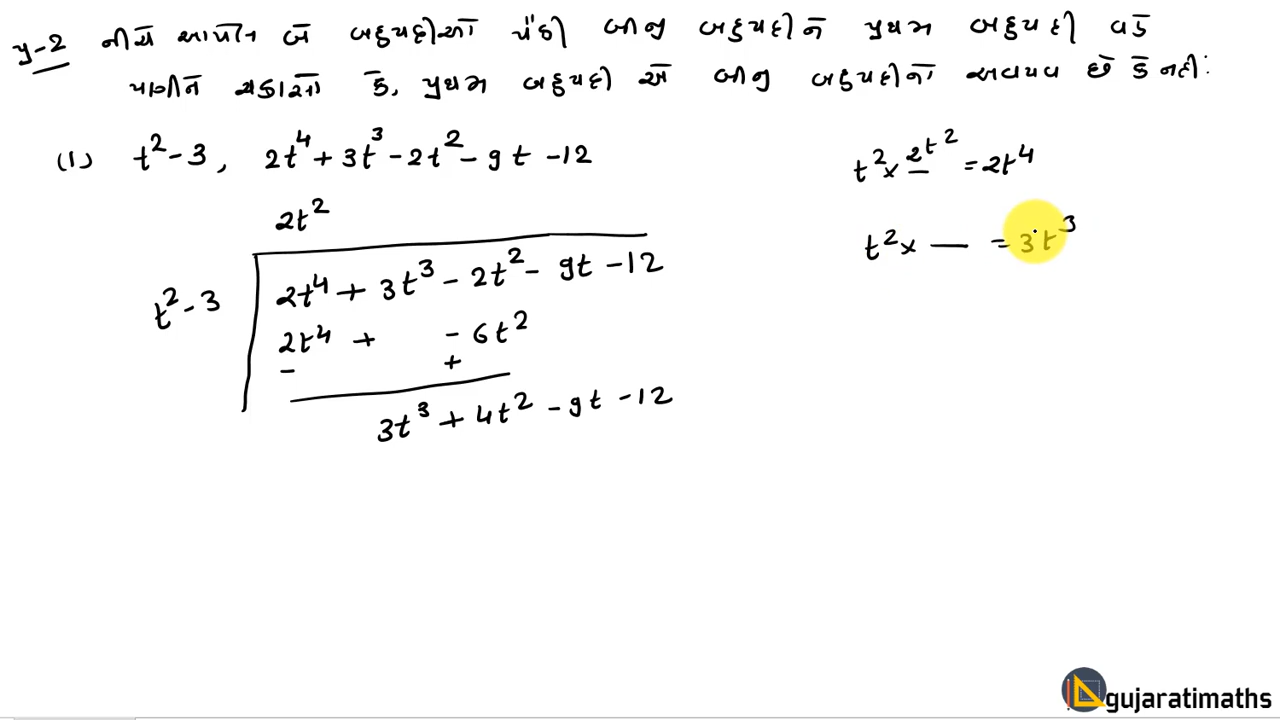 પ્ર-2 નીચે આપેલ બે બહુપદીઓ પૈકી બીજી બહુપદીને પ્રથમ બહુપદી વડે
ભાગીને ચકાસો કે, પ્રથમ બહુપદી એ બીજી બહુપદીનો અવયવ છે કે નહીં:
(1) t² - 3, 2t⁴ + 3t³ - 2t² - 9t - 12
t² × 2t² = 2t⁴
2t²
t² × — = 3t³
t² - 3 2t⁴ + 3t³ - 2t² - 9t - 12
2t⁴ + - 6t²
- +
3t³ + 4t² - 9t - 12
gujaratimaths